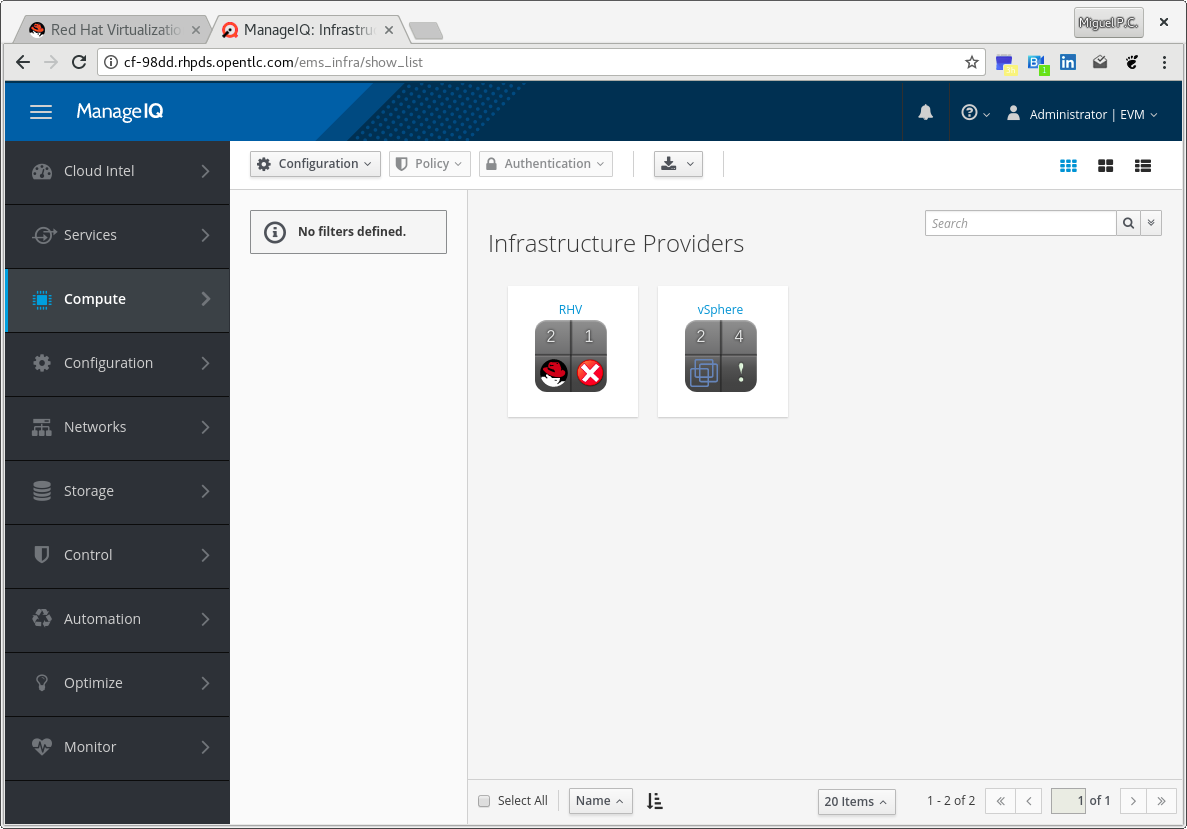 Red Hat Virtualizatio
ManageIQ: Infrastru
Miguel P.C.
cf-98dd.rhpds.opentlc.com/ems_infra/show_list
1
ManageIQ
Administrator | EVM
Cloud Intel
Services
Compute
Configuration
Networks
Storage
Control
Automation
Optimize
Monitor
Configuration
Policy
Authentication
No filters defined.
Search
Infrastructure Providers
RHV
2 1
vSphere
2 4
!
Select All
Name
20 Items
1 - 2 of 2
1 of 1